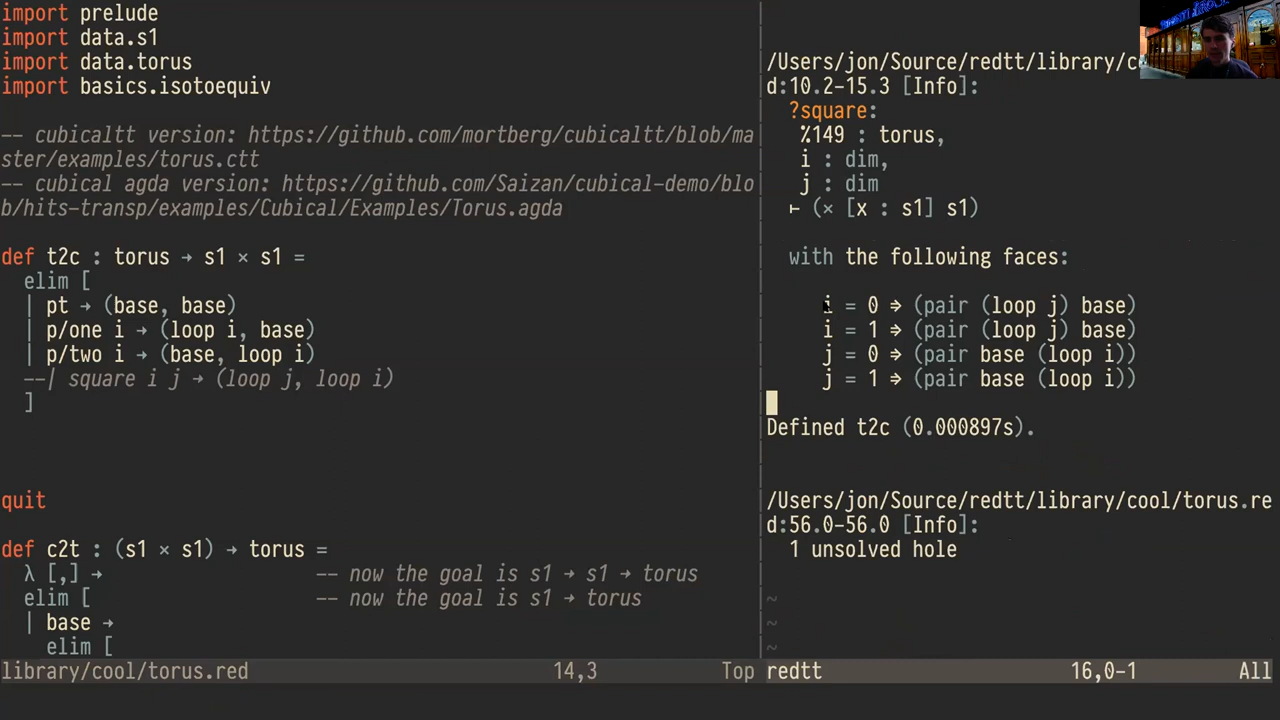 import prelude
import data.s1
import data.torus
import basics.isotoequiv
-- cubicaltt version: https://github.com/mortberg/cubicaltt/blob/ma
ster/examples/torus.ctt
-- cubical agda version: https://github.com/Saizan/cubical-demo/blo
b/hits-transp/examples/Cubical/Examples/Torus.agda
def t2c : torus → s1 × s1 =
elim [
| pt → (base, base)
| p/one i → (loop i, base)
| p/two i → (base, loop i)
--| square i j → (loop j, loop i)
]
quit
def c2t : (s1 × s1) → torus =
λ [,] → -- now the goal is s1 → s1 → torus
elim [ -- now the goal is s1 → torus
| base →
elim [
library/cool/torus.red 14,3 Top
/Users/jon/Source/redtt/library/c
d:10.2-15.3 [Info]:
?square:
%149 : torus,
i : dim,
j : dim
⊢ (× [x : s1] s1)
with the following faces:
i = 0 ⇒ (pair (loop j) base)
i = 1 ⇒ (pair (loop j) base)
j = 0 ⇒ (pair base (loop i))
j = 1 ⇒ (pair base (loop i))
Defined t2c (0.000897s).
/Users/jon/Source/redtt/library/cool/torus.re
d:56.0-56.0 [Info]:
1 unsolved hole
~
~
~
redtt 16,0-1 All